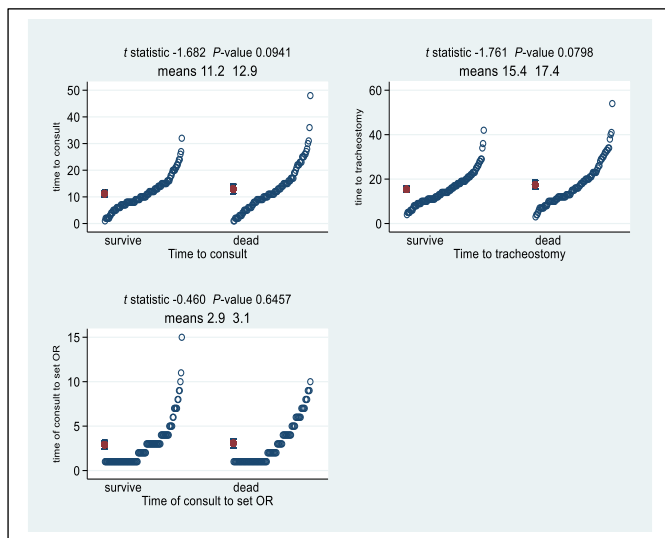 t statistic -1.682 P-value 0.0941
means 11.2 12.9
time to consult
50
40
30
20
10
0
survive dead
Time to consult
t statistic -1.761 P-value 0.0798
means 15.4 17.4
tine to tracheostomy
60
40
20
0
survive dead
Time to tracheostomy
t statistic -0.460 P-value 0.6457
means 2.9 3.1
time of consult to set OR
15
10
5
0
survive dead
Time of consult to set OR